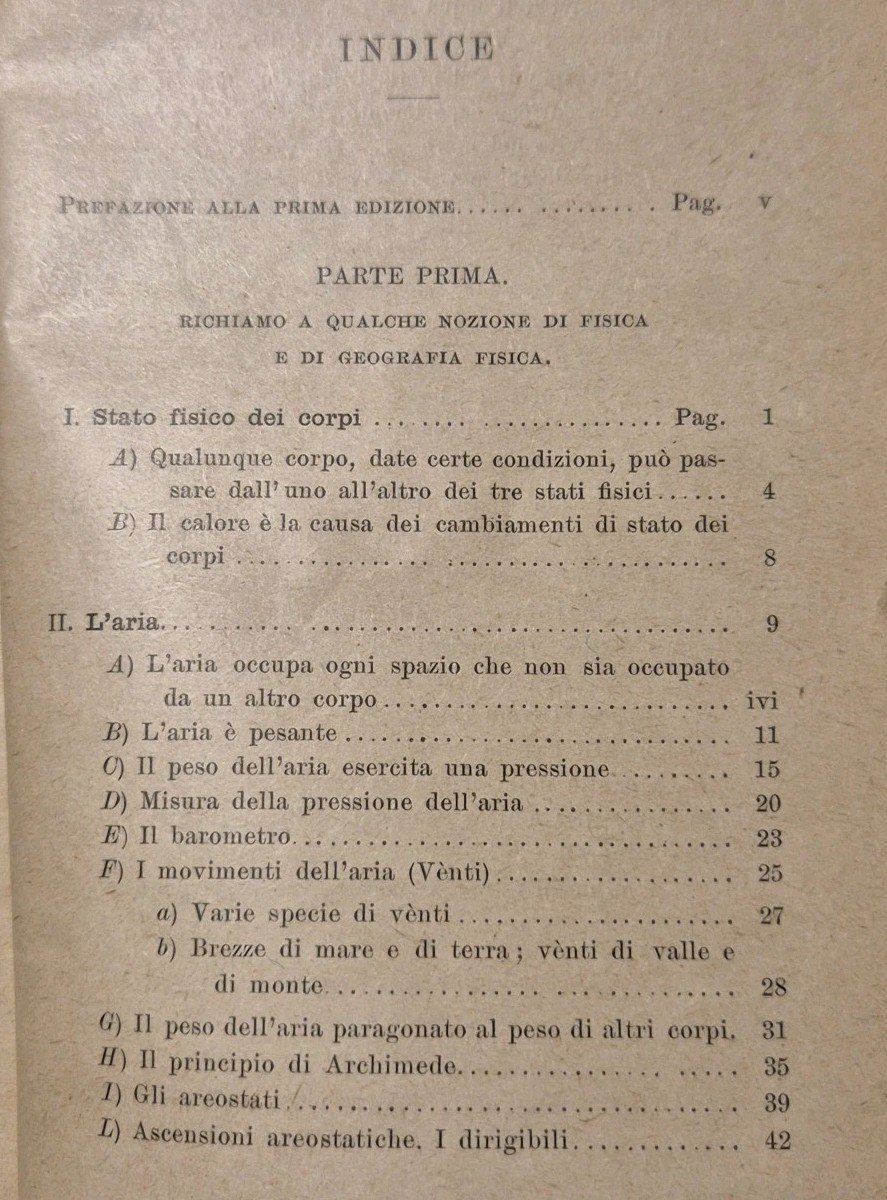 INDICE
PREFAZIONE ALLA PRIMA EDIZIONE...... ......... Pag. v
PARTE PRIMA.
RICHIAMO A QUALCHE NOZIONE DI FISICA
E DI GEOGRAFIA FISICA.
I. Stato fisico dei corpi ... ..... ................ Pag. 1
A) Qualunque corpo, date certe condizioni, può pas-
sare dall'uno all'altro dei tre stati fisici...... 4
B) Il calore è la causa dei cambiamenti di stato dei
corpi ............................... 8
II. L'aria..................................... 9
A) L'aria occupa ogni spazio che non sia occupato
da un altro corpo............................ ivi
B) L'aria è pesante............................... 11
C) Il peso dell'aria esercita una pressione.......... 15
D) Misura della pressione dell'aria ................ 20
E) Il barometro................................... 23
F) I movimenti dell'aria (Vènti)................... 25
a) Varie specie di vènti...................... 27
b) Brezze di mare e di terra; vènti di valle e
di monte............... ... ............. 28
G) Il peso dell'aria paragonato al peso di altri corpi. 31
H) Il principio di Archimede................. ..... 35
I) Gli areostati................................... 39
L) Ascensioni areostatiche. I dirigibili.............. 42